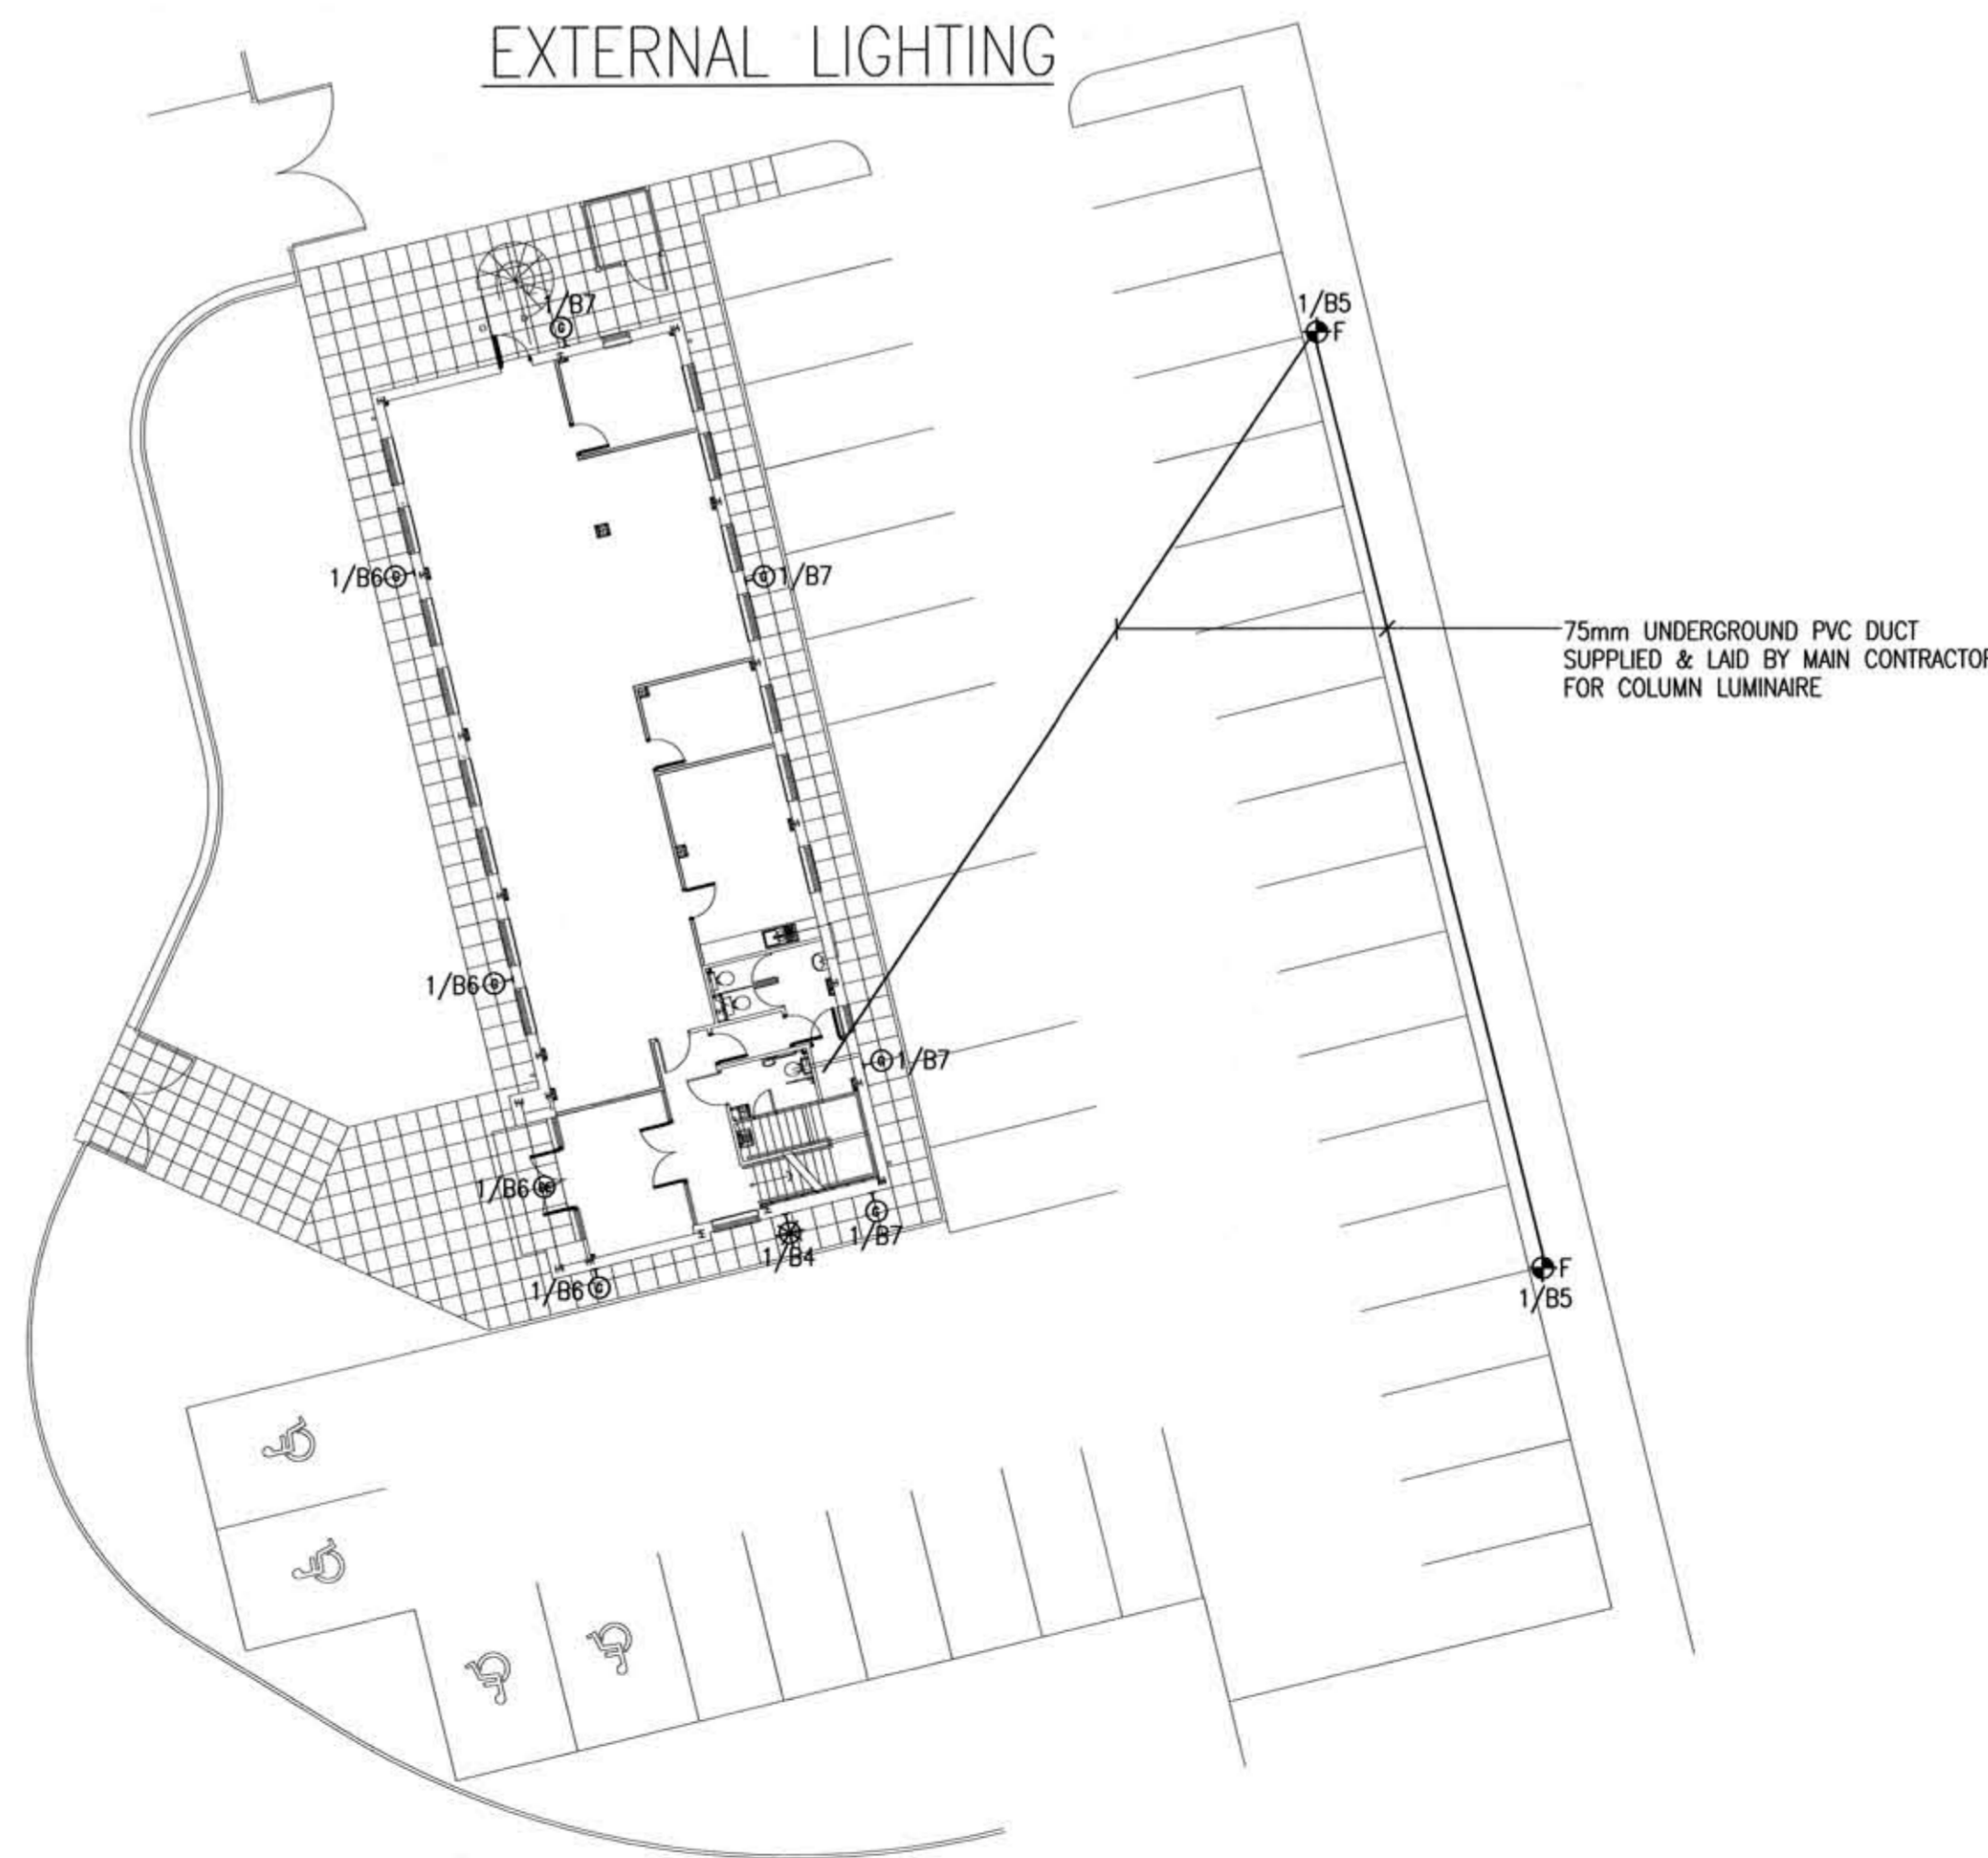 EXTERNAL LIGHTING
1/B7
G
1/B5
F
1/B6 G
G 1/B7
75mm UNDERGROUND PVC DUCT
SUPPLIED & LAID BY MAIN CONTRACTOR
FOR COLUMN LUMINAIRE
1/B6 G
G 1/B7
1/B6
G
1/B7
1/B4
1/B6 G
F
1/B5